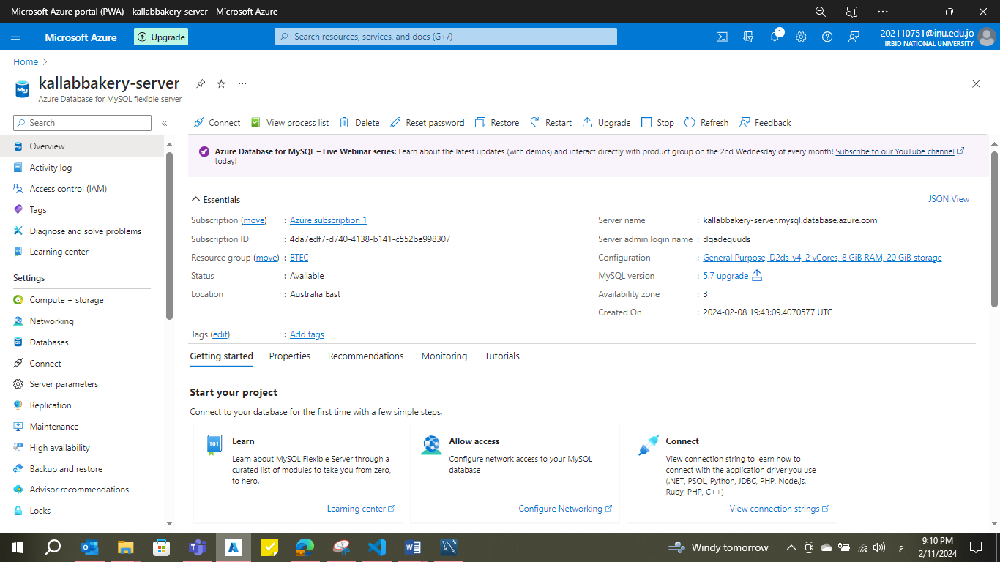 Microsoft Azure portal (PWA) - kallabbakery-server - Microsoft Azure
Microsoft Azure
Upgrade
Search resources, services, and docs (G+/)
1
202110751@inu.edu.jo
IRBID NATIONAL UNIVERSITY
Home
My
kallabbakery-server
Azure Database for MySQL flexible server
Search
Overview
Activity log
Access control (IAM)
Tags
Diagnose and solve problems
Learning center
Settings
Compute + storage
Networking
Databases
Connect
Server parameters
Replication
Maintenance
High availability
Backup and restore
Advisor recommendations
Locks
Connect
View process list
Delete
Reset password
Restore
Restart
Upgrade
Stop
Refresh
Feedback
Azure Database for MySQL – Live Webinar series: Learn about the latest updates (with demos) and interact directly with product group on the 2nd Wednesday of every month! Subscribe to our YouTube channel
today!
Essentials
JSON View
Subscription (move) : Azure subscription 1
Subscription ID : 4da7edf7-d740-4138-b141-c552be998307
Resource group (move) : BTEC
Status : Available
Location : Australia East
Server name : kallabbakery-server.mysql.database.azure.com
Server admin login name : dgadequuds
Configuration : General Purpose, D2ds_v4, 2 vCores, 8 GiB RAM, 20 GiB storage
MySQL version : 5.7 upgrade
Availability zone : 3
Created On : 2024-02-08 19:43:09.4070577 UTC
Tags (edit) : Add tags
Getting started
Properties
Recommendations
Monitoring
Tutorials
Start your project
Connect to your database for the first time with a few simple steps.
101
Learn
Learn about MySQL Flexible Server through a
curated list of modules to take you from zero,
to hero.
Learning center
Allow access
Configure network access to your MySQL
database
Configure Networking
Connect
View connection string to learn how to
connect with the application driver you use
(.NET, PSQL, Python, JDBC, PHP, Node.js,
Ruby, PHP, C++)
View connection strings
Windy tomorrow
ع
9:10 PM
2/11/2024